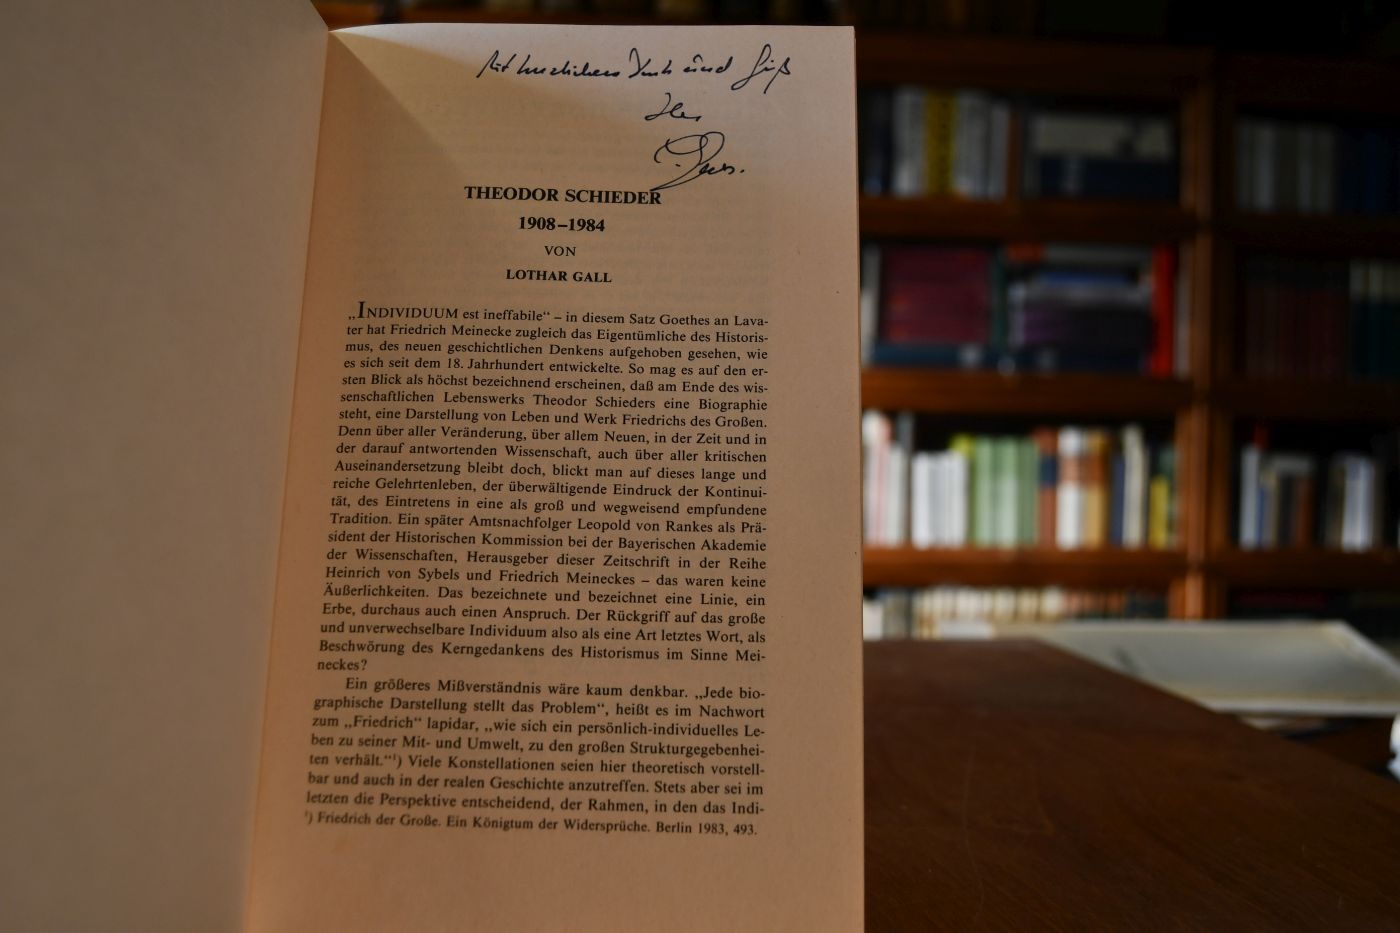 Mit herzlichem Dank und Gruß
Ihr
THEODOR SCHIEDER
1908–1984
VON
LOTHAR GALL
„INDIVIDUUM est ineffabile“ – in diesem Satz Goethes an Lava-
ter hat Friedrich Meinecke zugleich das Eigentümliche des Historis-
mus, des neuen geschichtlichen Denkens aufgehoben gesehen, wie
es sich seit dem 18. Jahrhundert entwickelte. So mag es auf den er-
sten Blick als höchst bezeichnend erscheinen, daß am Ende des wis-
senschaftlichen Lebenswerks Theodor Schieders eine Biographie
steht, eine Darstellung von Leben und Werk Friedrichs des Großen.
Denn über aller Veränderung, über allem Neuen, in der Zeit und in
der darauf antwortenden Wissenschaft, auch über aller kritischen
Auseinandersetzung bleibt doch, blickt man auf dieses lange und
reiche Gelehrtenleben, der überwältigende Eindruck der Kontinui-
tät, des Eintretens in eine als groß und wegweisend empfundene
Tradition. Ein später Amtsnachfolger Leopold von Rankes als Prä-
sident der Historischen Kommission bei der Bayerischen Akademie
der Wissenschaften, Herausgeber dieser Zeitschrift in der Reihe
Heinrich von Sybels und Friedrich Meineckes – das waren keine
Äußerlichkeiten. Das bezeichnete und bezeichnet eine Linie, ein
Erbe, durchaus auch einen Anspruch. Der Rückgriff auf das große
und unverwechselbare Individuum also als eine Art letztes Wort, als
Beschwörung des Kerngedankens des Historismus im Sinne Mei-
neckes?
Ein größeres Mißverständnis wäre kaum denkbar. „Jede bio-
graphische Darstellung stellt das Problem“, heißt es im Nachwort
zum „Friedrich“ lapidar, „wie sich ein persönlich-individuelles Le-
ben zu seiner Mit- und Umwelt, zu den großen Strukturgegebenhei-
ten verhält.“¹) Viele Konstellationen seien hier theoretisch vorstell-
bar und auch in der realen Geschichte anzutreffen. Stets aber sei im
letzten die Perspektive entscheidend, der Rahmen, in den das Indi-
¹) Friedrich der Große. Ein Königtum der Widersprüche. Berlin 1983, 493.